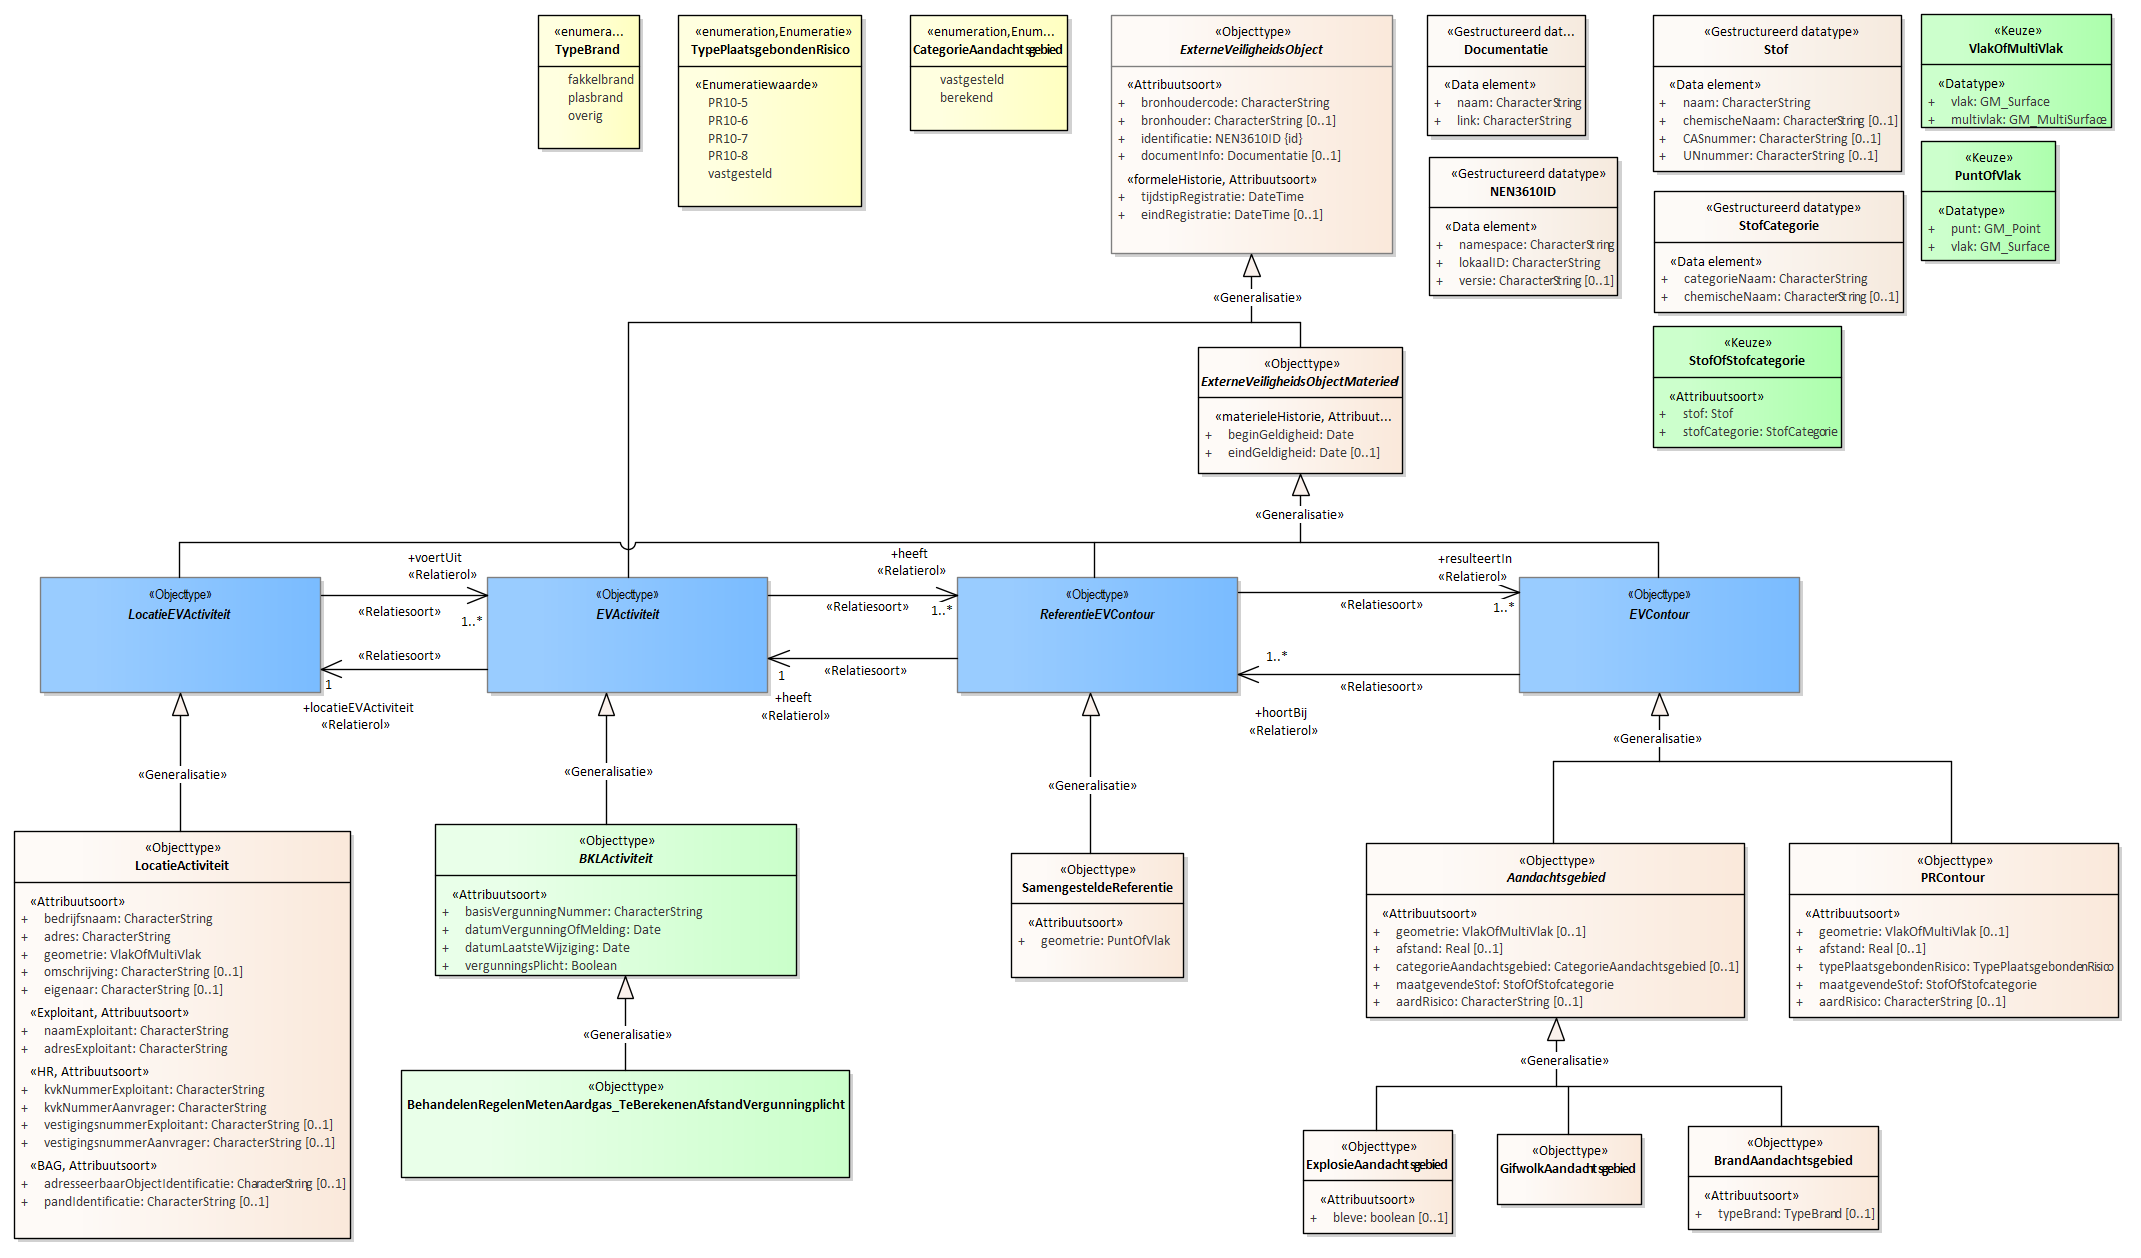 «enumera...
TypeBrand
fakkelbrand
plasbrand
overig
«enumeration,Enumeratie»
TypePlaatsgebondenRisico
«Enumeratiewaarde»
PR10-5
PR10-6
PR10-7
PR10-8
vastgesteld
«enumeration,Enum...
CategorieAandachtsgebied
vastgesteld
berekend
«Objecttype»
ExterneVeiligheidsObject
«Attribuutsoort»
+ bronhoudercode: CharacterString
+ bronhouder: CharacterString [0..1]
+ identificatie: NEN3610ID {id}
+ documentInfo: Documentatie [0..1]
«formeleHistorie, Attribuutsoort»
+ tijdstipRegistratie: DateTime
+ eindRegistratie: DateTime [0..1]
«Gestructureerd dat...
Documentatie
«Data element»
+ naam: CharacterString
+ link: CharacterString
«Gestructureerd datatype»
NEN3610ID
«Data element»
+ namespace: CharacterString
+ lokaalID: CharacterString
+ versie: CharacterString [0..1]
«Gestructureerd datatype»
Stof
«Data element»
+ naam: CharacterString
+ chemischeNaam: CharacterString [0..1]
+ CASnummer: CharacterString [0..1]
+ UNnummer: CharacterString [0..1]
«Gestructureerd datatype»
StofCategorie
«Data element»
+ categorieNaam: CharacterString
+ chemischeNaam: CharacterString [0..1]
«Keuze»
StofOfStofcategorie
«Attribuutsoort»
+ stof: Stof
+ stofCategorie: StofCategorie
«Keuze»
VlakOfMultiVlak
«Datatype»
+ vlak: GM_Surface
+ multivlak: GM_MultiSurface
«Keuze»
PuntOfVlak
«Datatype»
+ punt: GM_Point
+ vlak: GM_Surface
«Generalisatie»
«Objecttype»
ExterneVeiligheidsObjectMaterieel
«materieleHistorie, Attribuut...
+ beginGeldigheid: Date
+ eindGeldigheid: Date [0..1]
«Generalisatie»
«Objecttype»
LocatieEVActiviteit
+voertUit
«Relatierol»
«Relatiesoort»
1..*
«Relatiesoort»
1
+locatieEVActiviteit
«Relatierol»
«Objecttype»
EVActiviteit
+heeft
«Relatierol»
«Relatiesoort»
1..*
«Relatiesoort»
1
+heeft
«Relatierol»
«Objecttype»
ReferentieEVContour
+resulteertIn
«Relatierol»
«Relatiesoort»
1..*
1..*
«Relatiesoort»
+hoortBij
«Relatierol»
«Objecttype»
EVContour
«Generalisatie»
«Generalisatie»
«Generalisatie»
«Generalisatie»
«Objecttype»
LocatieActiviteit
«Attribuutsoort»
+ bedrijfsnaam: CharacterString
+ adres: CharacterString
+ geometrie: VlakOfMultiVlak
+ omschrijving: CharacterString [0..1]
+ eigenaar: CharacterString [0..1]
«Exploitant, Attribuutsoort»
+ naamExploitant: CharacterString
+ adresExploitant: CharacterString
«HR, Attribuutsoort»
+ kvkNummerExploitant: CharacterString
+ kvkNummerAanvrager: CharacterString
+ vestigingsnummerExploitant: CharacterString [0..1]
+ vestigingsnummerAanvrager: CharacterString [0..1]
«BAG, Attribuutsoort»
+ adresseerbaarObjectIdentificatie: CharacterString [0..1]
+ pandIdentificatie: CharacterString [0..1]
«Objecttype»
BKLActiviteit
«Attribuutsoort»
+ basisVergunningNummer: CharacterString
+ datumVergunningOfMelding: Date
+ datumLaatsteWijziging: Date
+ vergunningsPlicht: Boolean
«Generalisatie»
«Objecttype»
BehandelenRegelenMetenAardgas_TeBerekenenAfstandVergunningplicht
«Objecttype»
SamengesteldeReferentie
«Attribuutsoort»
+ geometrie: PuntOfVlak
«Objecttype»
Aandachtsgebied
«Attribuutsoort»
+ geometrie: VlakOfMultiVlak [0..1]
+ afstand: Real [0..1]
+ categorieAandachtsgebied: CategorieAandachtsgebied [0..1]
+ maatgevendeStof: StofOfStofcategorie
+ aardRisico: CharacterString [0..1]
«Objecttype»
PRContour
«Attribuutsoort»
+ geometrie: VlakOfMultiVlak [0..1]
+ afstand: Real [0..1]
+ typePlaatsgebondenRisico: TypePlaatsgebondenRisico
+ maatgevendeStof: StofOfStofcategorie
+ aardRisico: CharacterString [0..1]
«Generalisatie»
«Objecttype»
ExplosieAandachtsgebied
«Attribuutsoort»
+ bleve: boolean [0..1]
«Objecttype»
GifwolkAandachtsgebied
«Objecttype»
BrandAandachtsgebied
«Attribuutsoort»
+ typeBrand: TypeBrand [0..1]